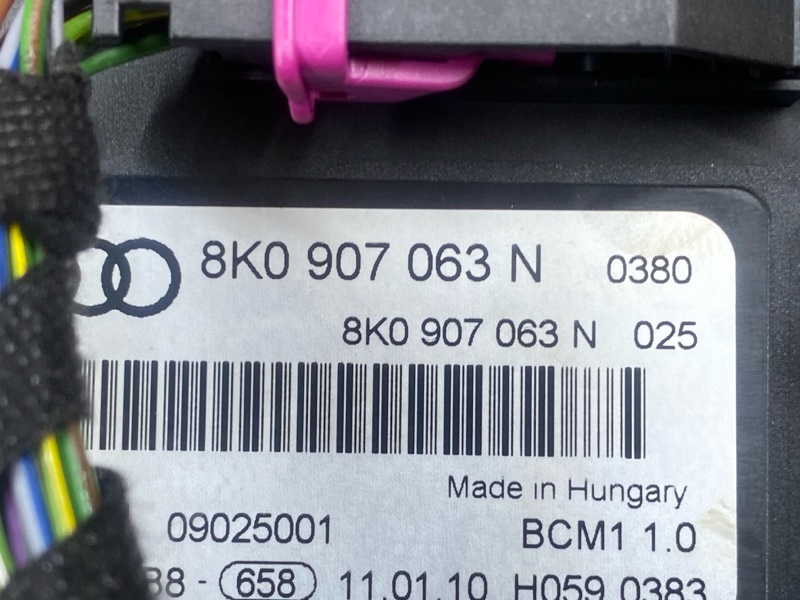 8K0 907 063 N 0380
8K0 907 063 N 025
Made in Hungary
09025001 BCM1 1.0
38 - 658 11.01.10 H059 0383